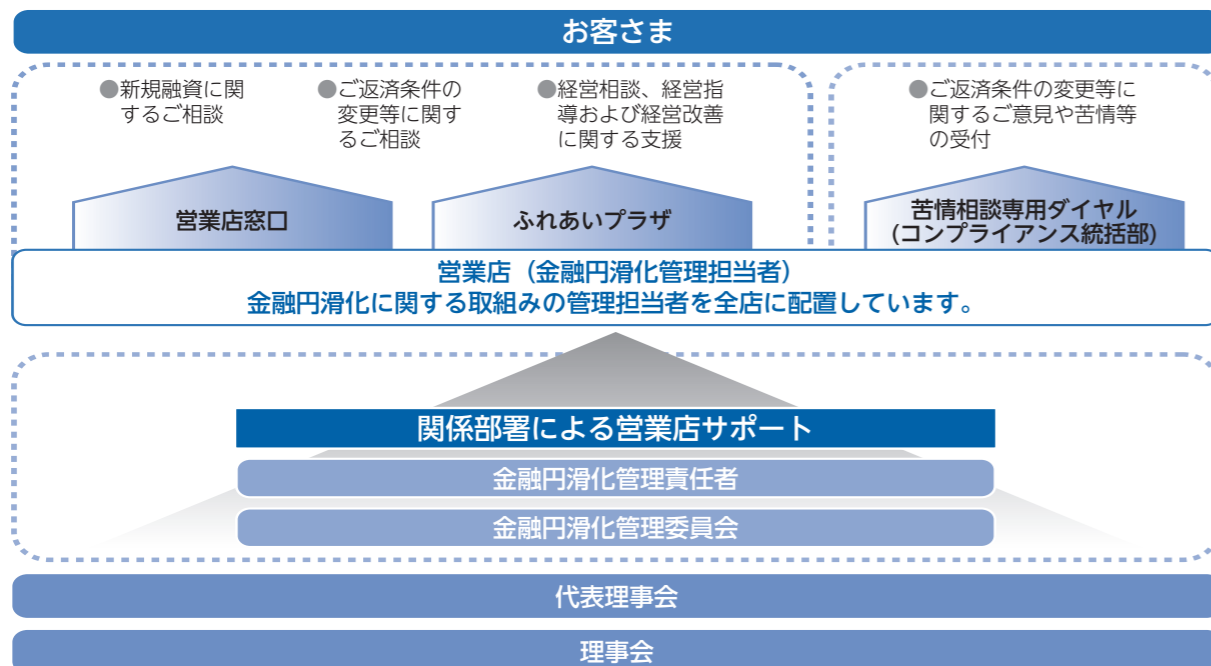 お客さま
●新規融資に関
するご相談
●ご返済条件の
変更等に関す
るご相談
●経営相談、経営指
導および経営改善
に関する支援
●ご返済条件の変更等に
関するご意見や苦情等
の受付
営業店窓口
ふれあいプラザ
苦情相談専用ダイヤル
(コンプライアンス統括部)
営業店（金融円滑化管理担当者）
金融円滑化に関する取組みの管理担当者を全店に配置しています。
関係部署による営業店サポート
金融円滑化管理責任者
金融円滑化管理委員会
代表理事会
理事会